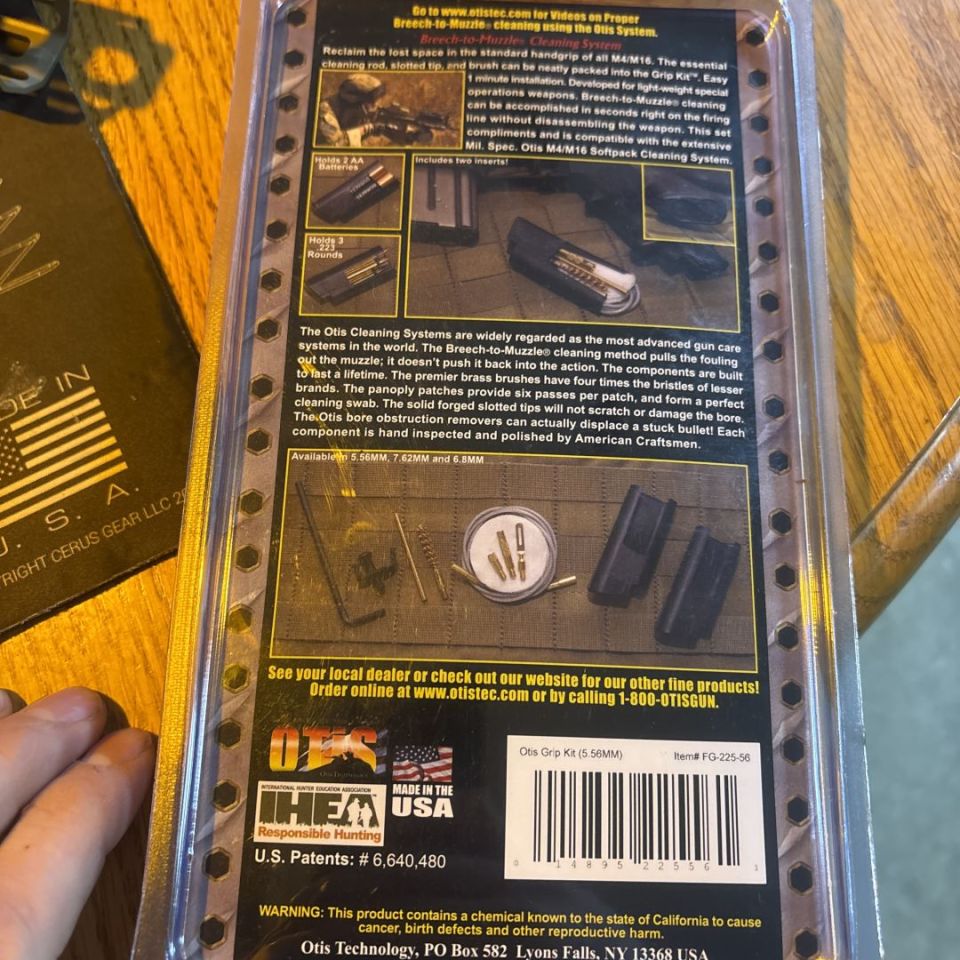 Go to www.otistec.com for Videos on Proper
Breech-to-Muzzle® cleaning using the Otis System.
Breech-to-Muzzle® Cleaning System
Reclaim the lost space in the standard handgrip of all M4/M16. The essential
cleaning rod, slotted tip, and brush can be neatly packed into the Grip Kit™. Easy
1 minute installation. Developed for light-weight special
operations weapons. Breech-to-Muzzle® cleaning
can be accomplished in seconds right on the firing
line without disassembling the weapon. This set
compliments and is compatible with the extensive
Mil. Spec. Otis M4/M16 Softpack Cleaning System.
Holds 2 AA
Batteries
Includes two inserts!
Holds 3
.223
Rounds
The Otis Cleaning Systems are widely regarded as the most advanced gun care
systems in the world. The Breech-to-Muzzle® cleaning method pulls the fouling
out the muzzle; it doesn't push it back into the action. The components are built
to last a lifetime. The premier brass brushes have four times the bristles of lesser
brands. The panoply patches provide six passes per patch, and form a perfect
cleaning swab. The solid forged slotted tips will not scratch or damage the bore.
The Otis bore obstruction removers can actually displace a stuck bullet! Each
component is hand inspected and polished by American Craftsmen.
Available in 5.56MM, 7.62MM and 6.8MM
See your local dealer or check out our website for our other fine products!
Order online at www.otistec.com or by calling 1-800-OTISGUN.
OTIS
Otis Technology
INTERNATIONAL HUNTER EDUCATION ASSOCIATION
IHEA
Responsible Hunting
MADE IN THE
USA
U.S. Patents: # 6,640,480
Otis Grip Kit (5.56MM) Item# FG-225-56
0 14895 22556 1
WARNING: This product contains a chemical known to the state of California to cause
cancer, birth defects and other reproductive harm.
Otis Technology, PO Box 582 Lyons Falls, NY 13368 USA
DE IN
U. S. A.
RIGHT CERUS GEAR LLC